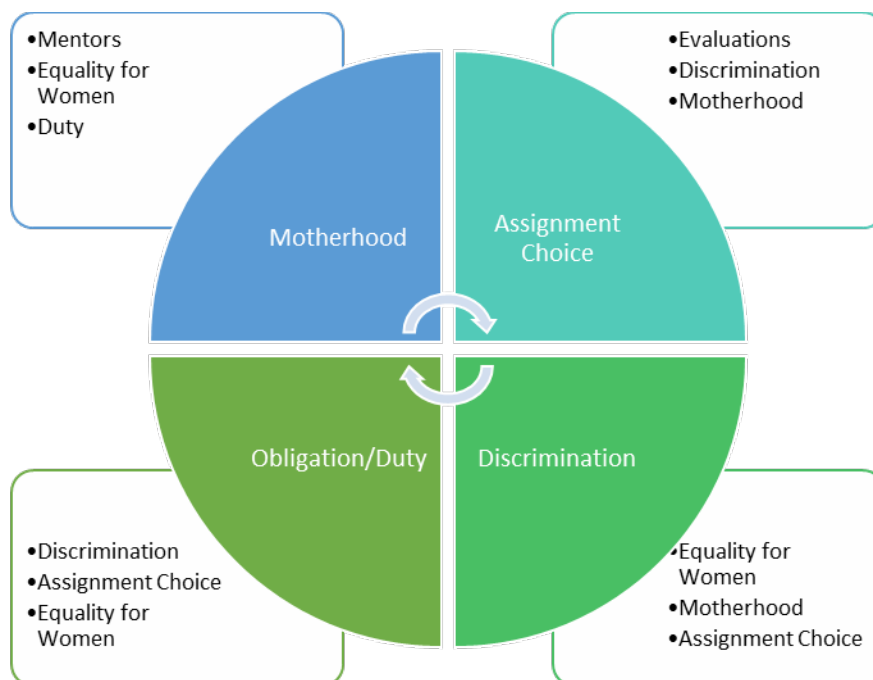 •Mentors
•Equality for
Women
•Duty
•Evaluations
•Discrimination
•Motherhood
Motherhood
Assignment
Choice
Obligation/Duty
Discrimination
•Discrimination
•Assignment Choice
•Equality for
Women
•Equality for
Women
•Motherhood
•Assignment Choice